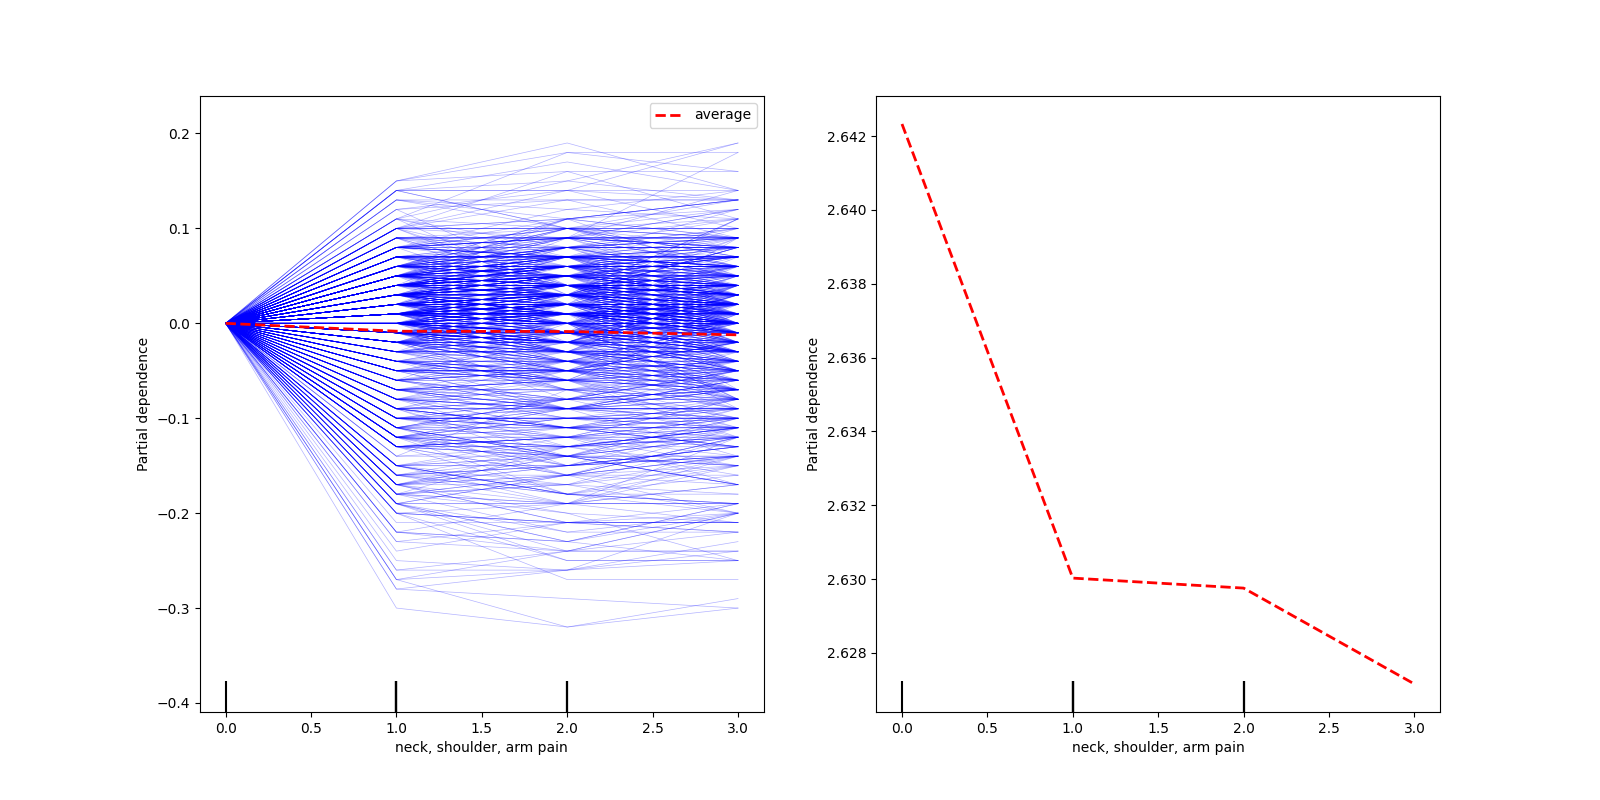 average
0.2
0.1
0.0
−0.1
−0.2
−0.3
−0.4
Partial dependence
0.0 0.5 1.0 1.5 2.0 2.5 3.0
neck, shoulder, arm pain
2.642
2.640
2.638
2.636
2.634
2.632
2.630
2.628
Partial dependence
0.0 0.5 1.0 1.5 2.0 2.5 3.0
neck, shoulder, arm pain